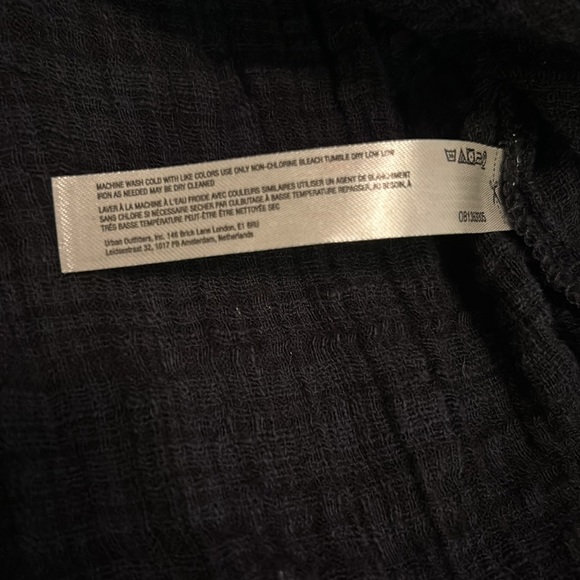 MACHINE WASH COLD WITH LIKE COLORS USE ONLY NON-CHLORINE BLEACH TUMBLE DRY LOW LOW
IRON AS NEEDED MAY BE DRY CLEANED
LAVER À LA MACHINE À L'EAU FROIDE AVEC COULEURS SIMILAIRES UTILISER UN AGENT DE BLANCHIMENT
SANS CHLORE SI NÉCESSAIRE SÉCHER PAR CULBUTAGE À BASSE TEMPÉRATURE REPASSAGE, AU BESOIN, À
TRÈS BASSE TEMPÉRATURE PEUT-ÊTRE ÊTRE NETTOYÉE SEC
Urban Outfitters, Inc. 146 Brick Lane London, E1 6RU
Leidsestraat 32, 1017 PB Amsterdam, Netherlands